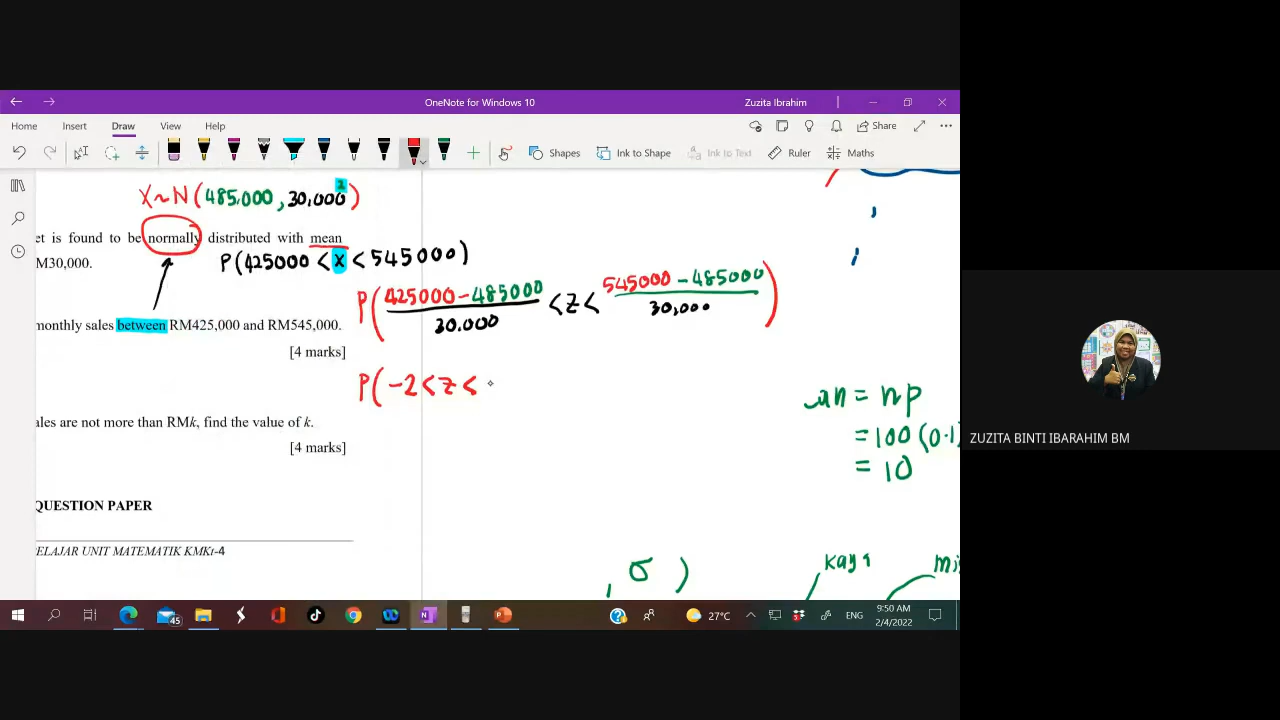 OneNote for Windows 10
Zuzita Ibrahim
Home Insert Draw View Help
Share
Shapes Ink to Shape Ink to Text Ruler Maths
X~N(485,000, 30,000²)
et is found to be normally distributed with mean
M30,000.
P(425000 < X < 545000)
P(425000 - 485000 / 30.000 < Z < 545000 - 485000 / 30,000)
monthly sales between RM425,000 and RM545,000.
[4 marks]
P(-2 < Z <
ales are not more than RMk, find the value of k.
[4 marks]
= np
= 100 (0.1)
= 10
ZUZITA BINTI IBARAHIM BM
QUESTION PAPER
ELAJAR UNIT MATEMATIK KMKt-4
, σ )
45
27°C
ENG
9:50 AM
2/4/2022